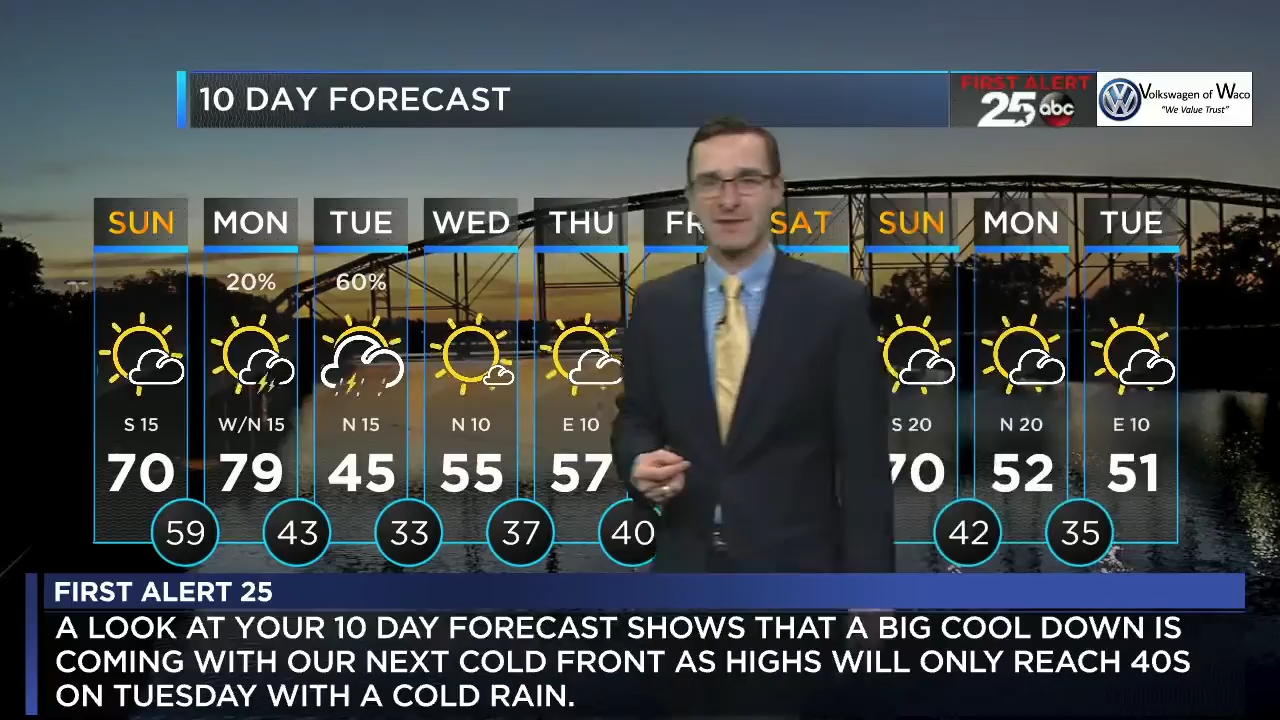 10 DAY FORECAST
FIRST ALERT
25 abc
Volkswagen of Waco
"We Value Trust"
SUN MON TUE WED THU FR SAT SUN MON TUE
20% 60%
S 15 W/N 15 N 15 N 10 E 10 S 20 N 20 E 10
70 79 45 55 57 70 52 51
59 43 33 37 40 42 35
FIRST ALERT 25
A LOOK AT YOUR 10 DAY FORECAST SHOWS THAT A BIG COOL DOWN IS
COMING WITH OUR NEXT COLD FRONT AS HIGHS WILL ONLY REACH 40S
ON TUESDAY WITH A COLD RAIN.